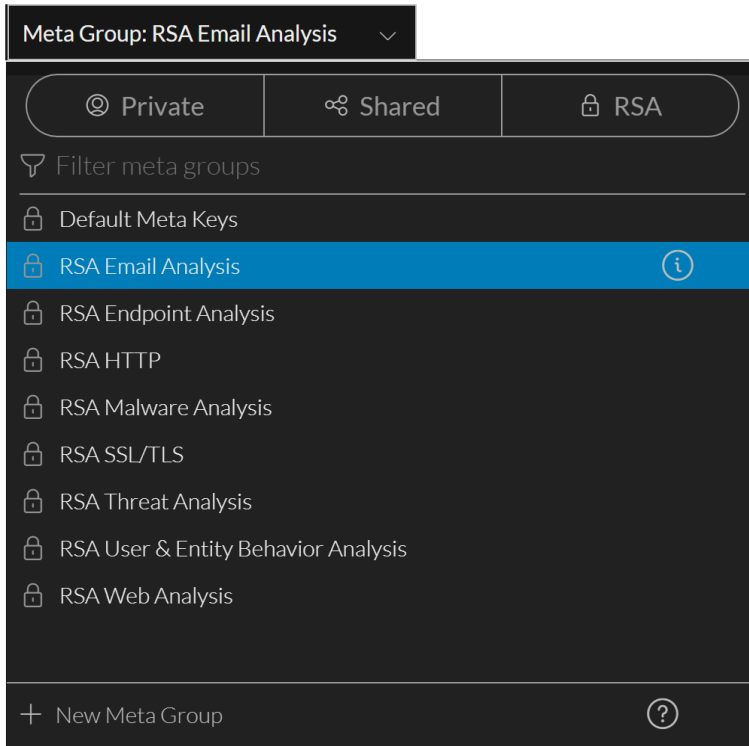 Meta Group: RSA Email Analysis
Private Shared RSA
Filter meta groups
Default Meta Keys
RSA Email Analysis
RSA Endpoint Analysis
RSA HTTP
RSA Malware Analysis
RSA SSL/TLS
RSA Threat Analysis
RSA User & Entity Behavior Analysis
RSA Web Analysis
New Meta Group